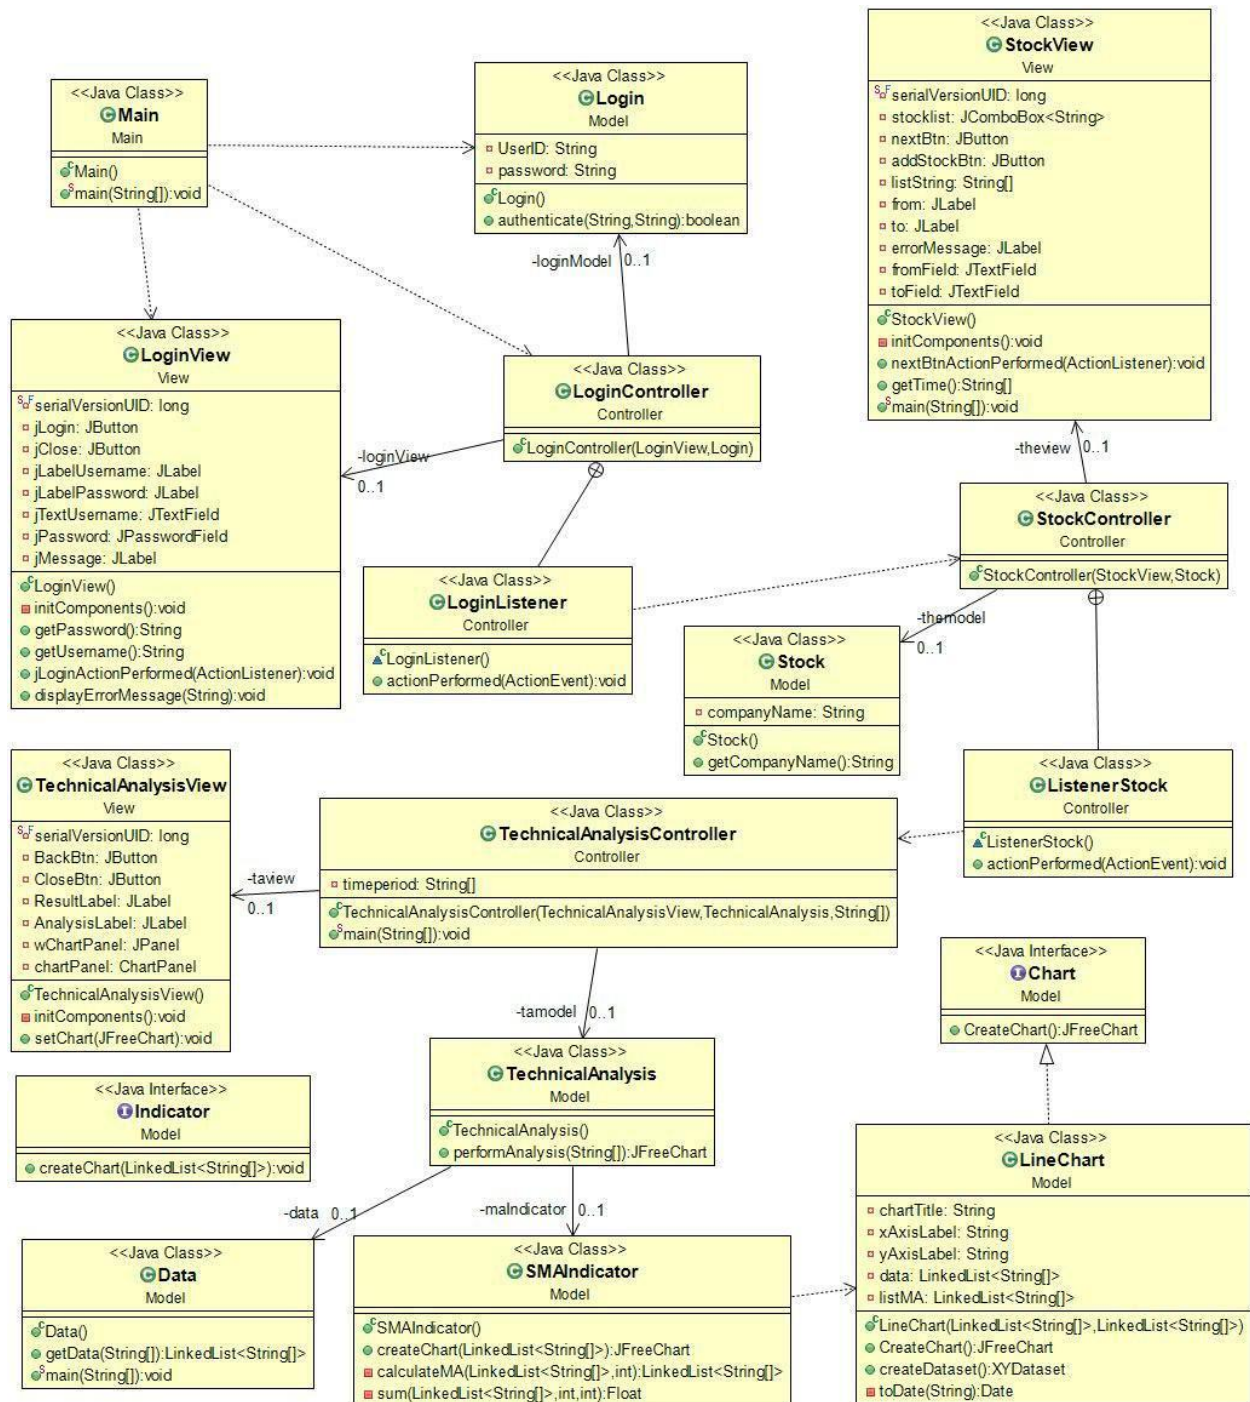 <<Java Class>>
Main
Main
Main()
main(String[]):void
<<Java Class>>
Login
Model
UserID: String
password: String
Login()
authenticate(String,String):boolean
<<Java Class>>
StockView
View
serialVersionUID: long
stocklist: JComboBox<String>
nextBtn: JButton
addStockBtn: JButton
listString: String[]
from: JLabel
to: JLabel
errorMessage: JLabel
fromField: JTextField
toField: JTextField
StockView()
initComponents():void
nextBtnActionPerformed(ActionListener):void
getTime():String[]
main(String[]):void
-loginModel
0..1
<<Java Class>>
LoginView
View
serialVersionUID: long
jLogin: JButton
jClose: JButton
jLabelUsername: JLabel
jLabelPassword: JLabel
jTextUsername: JTextField
jPassword: JPasswordField
jMessage: JLabel
LoginView()
initComponents():void
getPassword():String
getUsername():String
jLoginActionPerformed(ActionListener):void
displayErrorMessage(String):void
<<Java Class>>
LoginController
Controller
LoginController(LoginView,Login)
-loginView
0..1
-theview
0..1
<<Java Class>>
StockController
Controller
StockController(StockView,Stock)
<<Java Class>>
LoginListener
Controller
LoginListener()
actionPerformed(ActionEvent):void
-themodel
0..1
<<Java Class>>
Stock
Model
companyName: String
Stock()
getCompanyName():String
<<Java Class>>
ListenerStock
Controller
ListenerStock()
actionPerformed(ActionEvent):void
<<Java Class>>
TechnicalAnalysisView
View
serialVersionUID: long
BackBtn: JButton
CloseBtn: JButton
ResultLabel: JLabel
AnalysisLabel: JLabel
wChartPanel: JPanel
chartPanel: ChartPanel
TechnicalAnalysisView()
initComponents():void
setChart(JFreeChart):void
<<Java Class>>
TechnicalAnalysisController
Controller
timeperiod: String[]
TechnicalAnalysisController(TechnicalAnalysisView,TechnicalAnalysis,String[])
main(String[]):void
-taview
0..1
-tamodel
0..1
<<Java Interface>>
Chart
Model
CreateChart():JFreeChart
<<Java Class>>
TechnicalAnalysis
Model
TechnicalAnalysis()
performAnalysis(String[]):JFreeChart
<<Java Interface>>
Indicator
Model
createChart(LinkedList<String[]>):void
-data
0..1
-maIndicator
0..1
<<Java Class>>
LineChart
Model
chartTitle: String
xAxisLabel: String
yAxisLabel: String
data: LinkedList<String[]>
listMA: LinkedList<String[]>
LineChart(LinkedList<String[]>,LinkedList<String[]>)
CreateChart():JFreeChart
createDataset():XYDataset
toDate(String):Date
<<Java Class>>
Data
Model
Data()
getData(String[]):LinkedList<String[]>
main(String[]):void
<<Java Class>>
SMAIndicator
Model
SMAIndicator()
createChart(LinkedList<String[]>):JFreeChart
calculateMA(LinkedList<String[]>,int):LinkedList<String[]>
sum(LinkedList<String[]>,int,int):Float